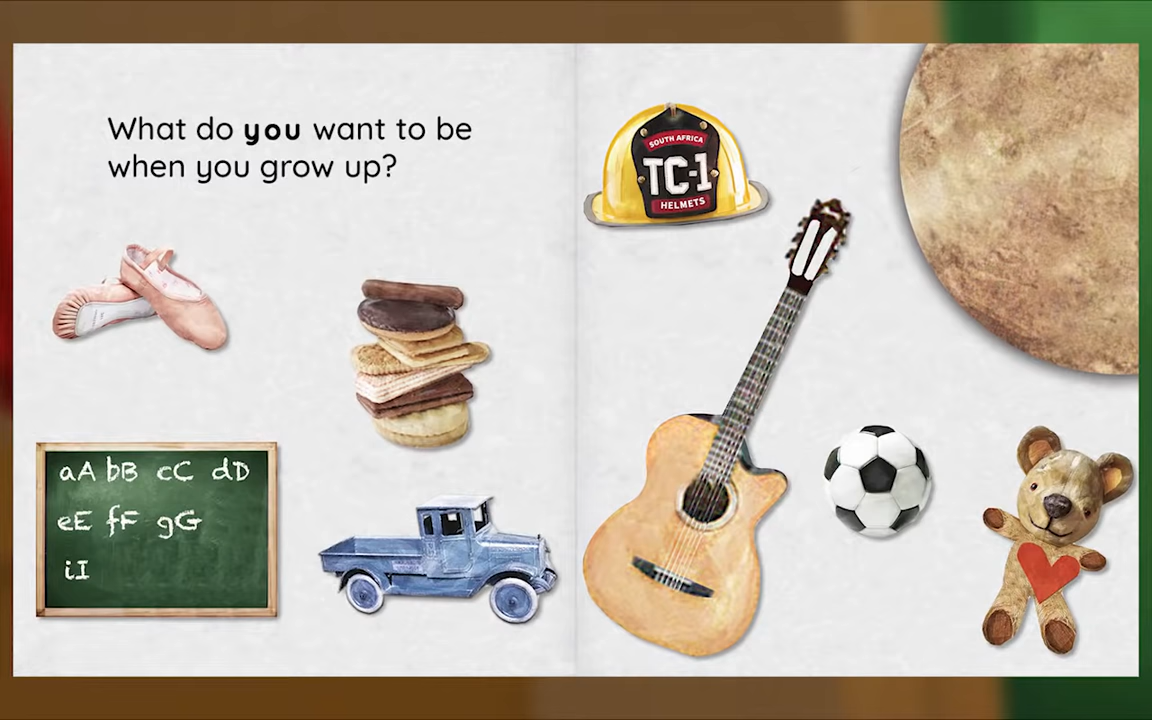 What do you want to be
when you grow up?
aA bB cC dD
eE fF gG
iI
SOUTH AFRICA
TC-1
HELMETS